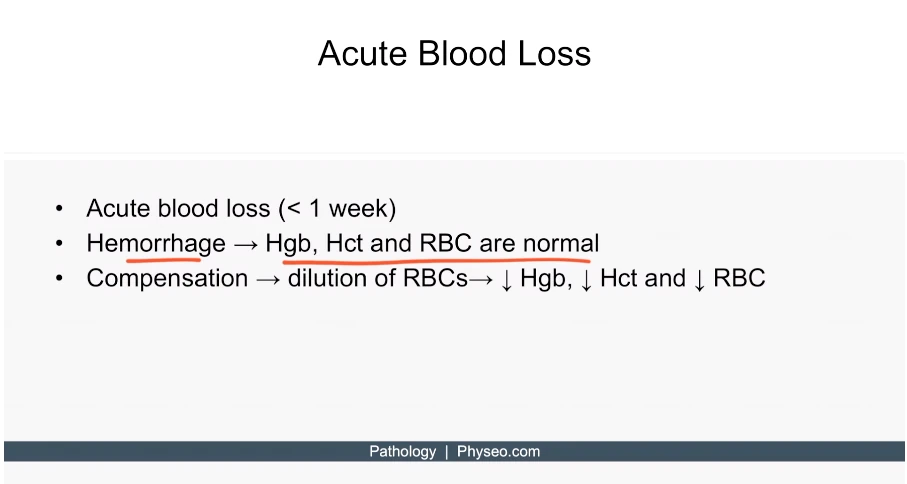 Acute Blood Loss
• Acute blood loss (< 1 week)
• Hemorrhage → Hgb, Hct and RBC are normal
• Compensation → dilution of RBCs→ ↓ Hgb, ↓ Hct and ↓ RBC
Pathology | Physeo.com